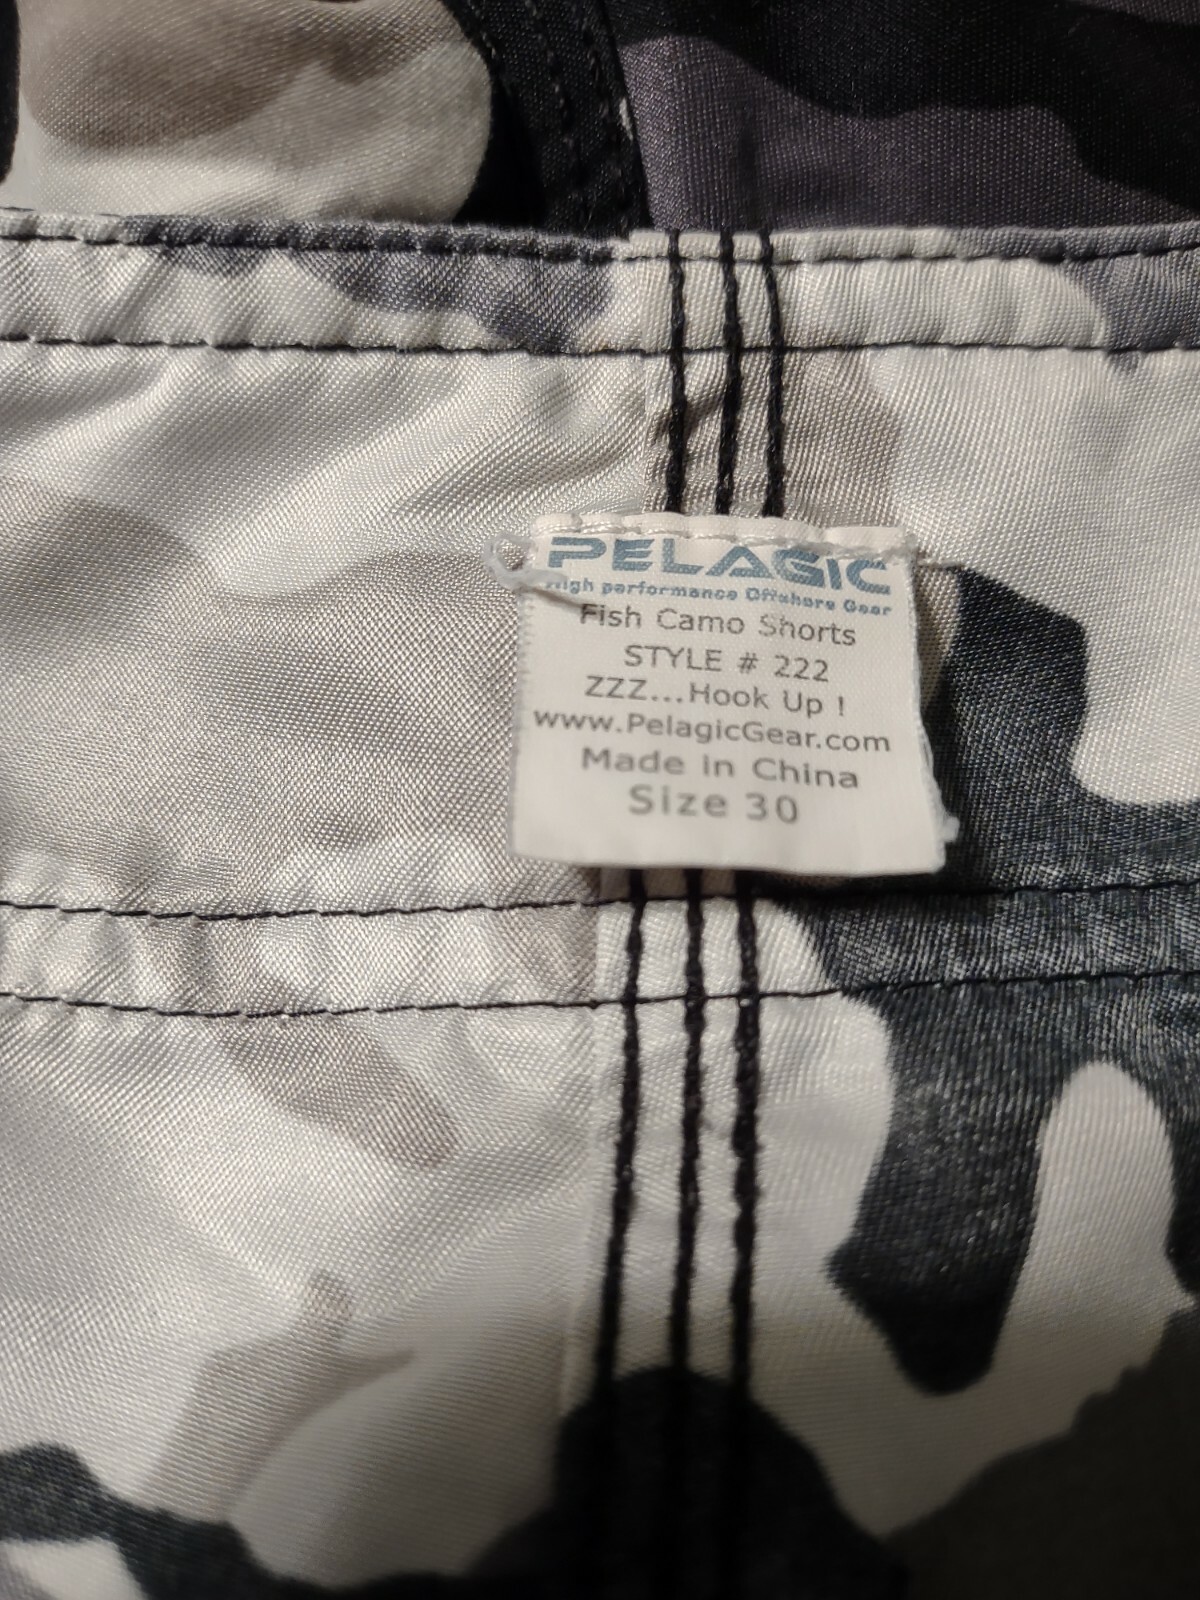 PELAGIC
High performance Offshore Gear
Fish Camo Shorts
STYLE # 222
ZZZ...Hook Up !
www.PelagicGear.com
Made in China
Size 30